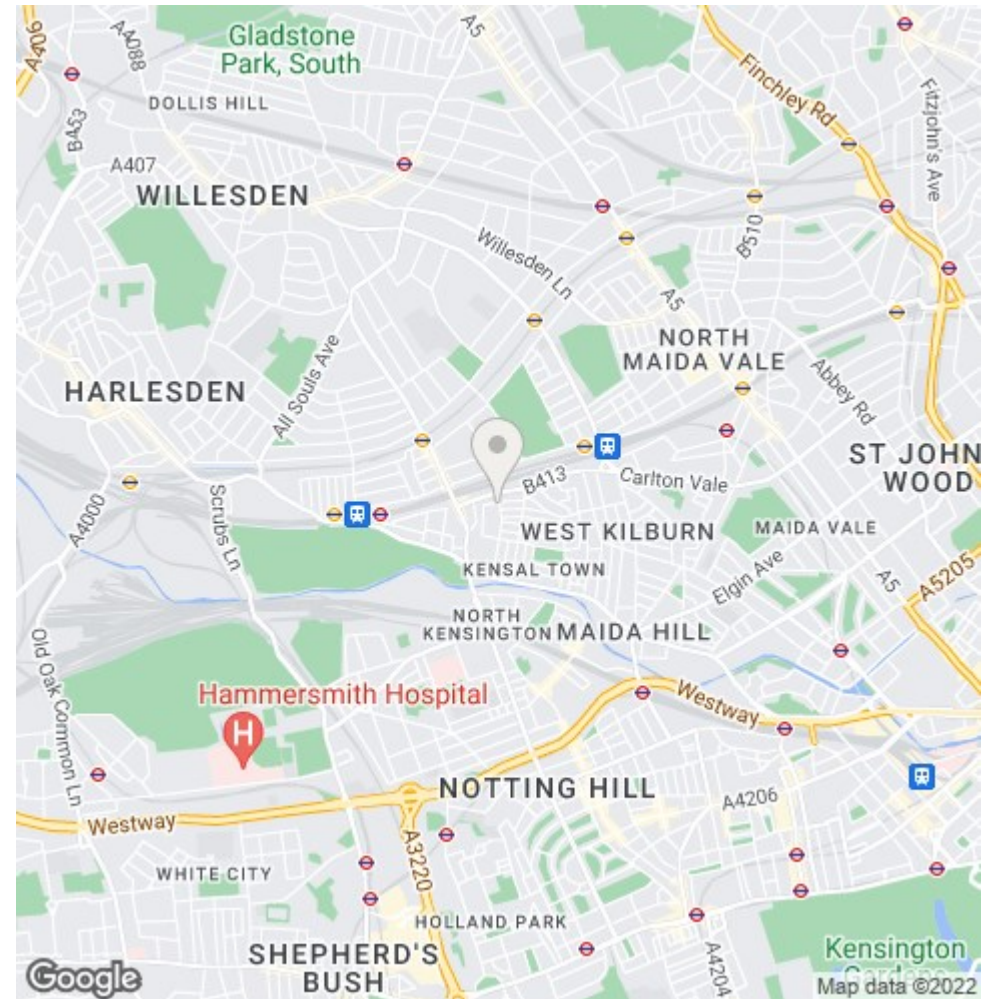 A406
A4088
Gladstone
Park, South
A5
Finchley Rd
Fitzjohn's Ave
DOLLIS HILL
B453
A407
WILLESDEN
Willesden Ln
B510
A5
NORTH
MAIDA VALE
All Souls Ave
HARLESDEN
Abbey Rd
ST JOHN
WOOD
B413
Carlton Vale
A4000
Scrubs Ln
WEST KILBURN
MAIDA VALE
KENSAL TOWN
Elgin Ave
A5
A5205
NORTH
KENSINGTON
MAIDA HILL
Old Oak Common Ln
Hammersmith Hospital
H
Westway
NOTTING HILL
A4206
Westway
A3220
WHITE CITY
HOLLAND PARK
SHEPHERD'S
BUSH
A4204
Kensington
Gardens
Google
Map data ©2022